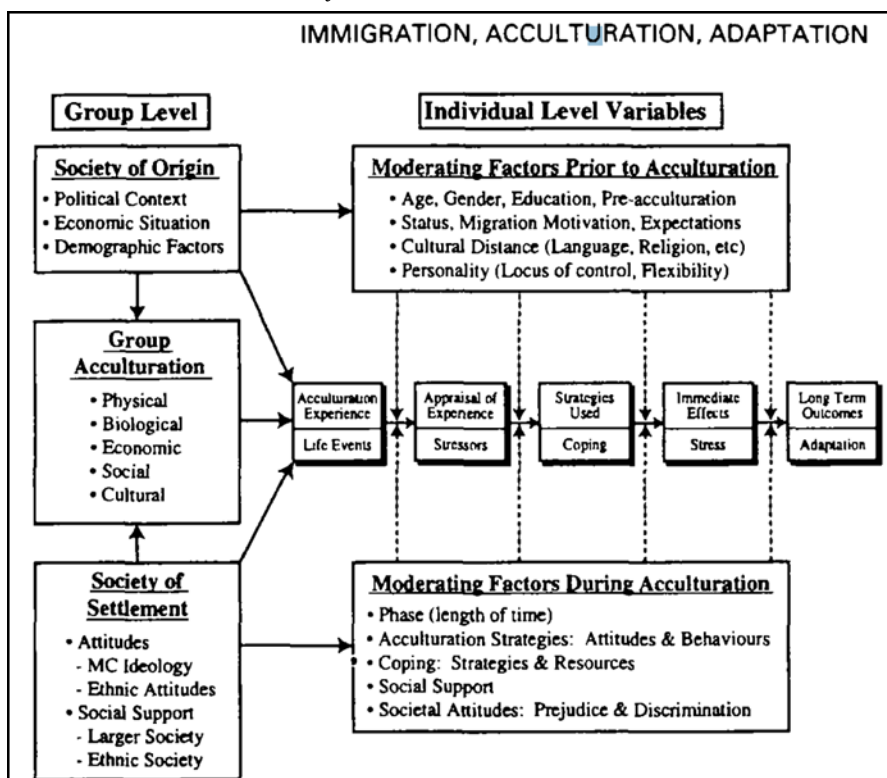 IMMIGRATION, ACCULTURATION, ADAPTATION
Group Level
Individual Level Variables
Society of Origin
• Political Context
• Economic Situation
• Demographic Factors
Moderating Factors Prior to Acculturation
• Age, Gender, Education, Pre-acculturation
• Status, Migration Motivation, Expectations
• Cultural Distance (Language, Religion, etc)
• Personality (Locus of control, Flexibility)
Group
Acculturation
• Physical
• Biological
• Economic
• Social
• Cultural
Acculturation
Experience
Life Events
Appraisal of
Experience
Stressors
Strategies
Used
Coping
Immediate
Effects
Stress
Long Term
Outcomes
Adaptation
Society of
Settlement
• Attitudes
- MC Ideology
- Ethnic Attitudes
• Social Support
- Larger Society
- Ethnic Society
Moderating Factors During Acculturation
• Phase (length of time)
• Acculturation Strategies: Attitudes & Behaviours
• Coping: Strategies & Resources
• Social Support
• Societal Attitudes: Prejudice & Discrimination